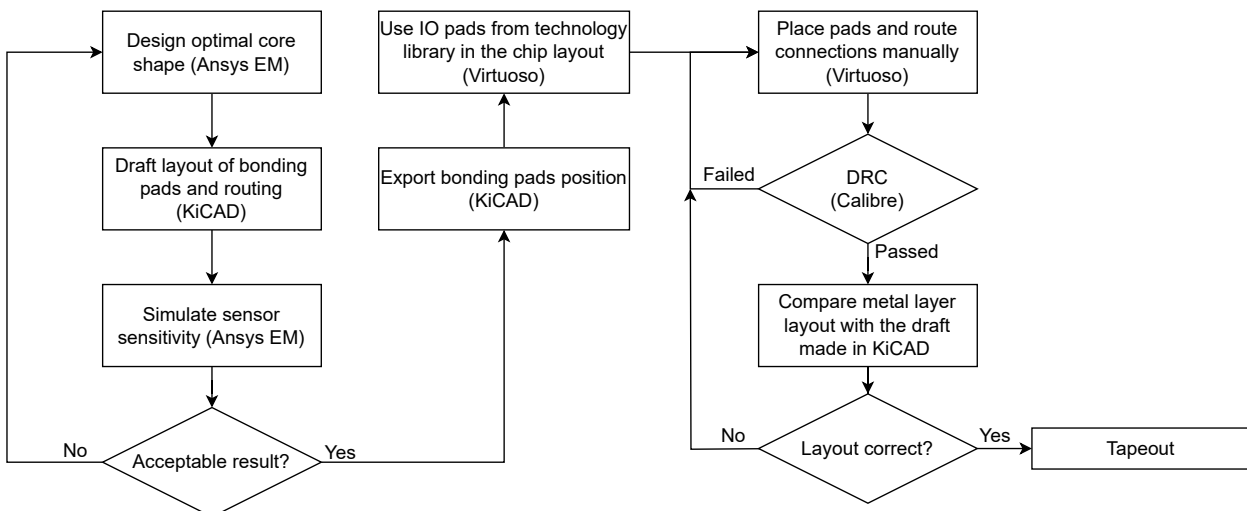 Design optimal core
shape (Ansys EM)
Draft layout of bonding
pads and routing
(KiCAD)
Simulate sensor
sensitivity (Ansys EM)
Acceptable result?
No
Yes
Export bonding pads position
(KiCAD)
Use IO pads from technology
library in the chip layout
(Virtuoso)
Place pads and route
connections manually
(Virtuoso)
DRC
(Calibre)
Failed
Passed
Compare metal layer
layout with the draft
made in KiCAD
Layout correct?
No
Yes
Tapeout